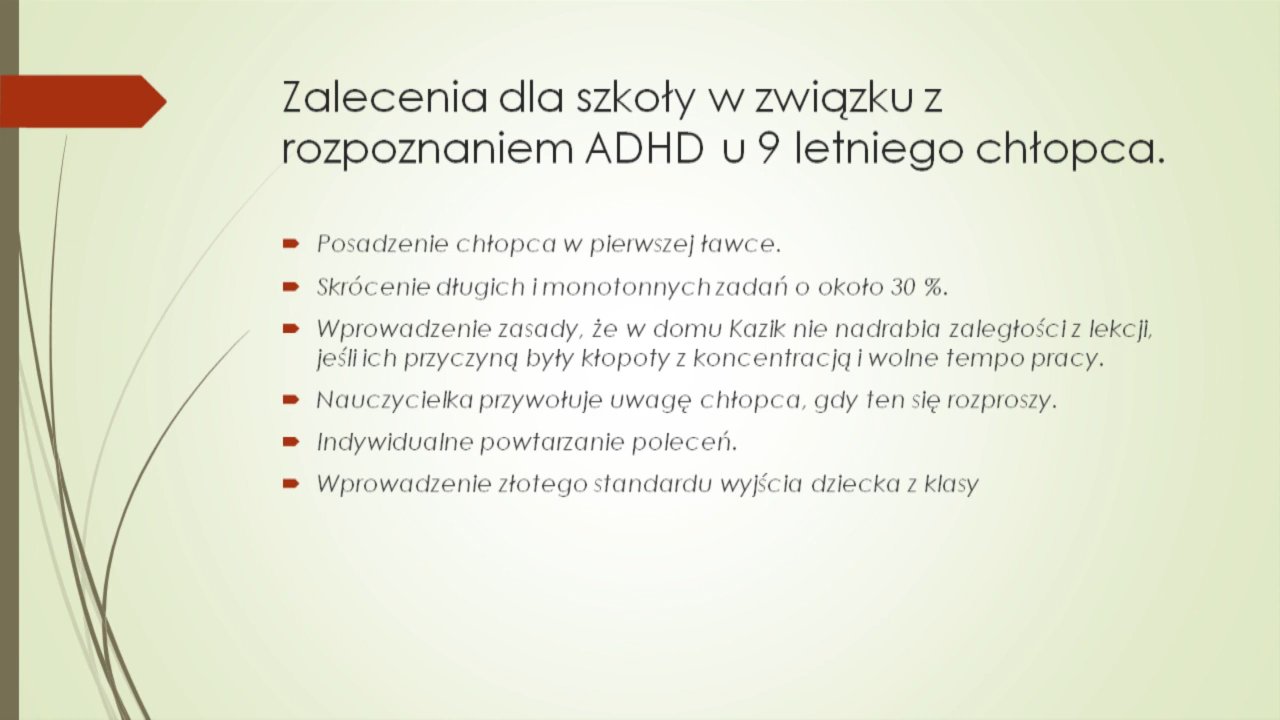 Zalecenia dla szkoły w związku z
rozpoznaniem ADHD u 9 letniego chłopca.
Posadzenie chłopca w pierwszej ławce.
Skrócenie długich i monotonnych zadań o około 30 %.
Wprowadzenie zasady, że w domu Kazik nie nadrabia zaległości z lekcji,
jeśli ich przyczyną były kłopoty z koncentracją i wolne tempo pracy.
Nauczycielka przywołuje uwagę chłopca, gdy ten się rozproszy.
Indywidualne powtarzanie poleceń.
Wprowadzenie złotego standardu wyjścia dziecka z klasy